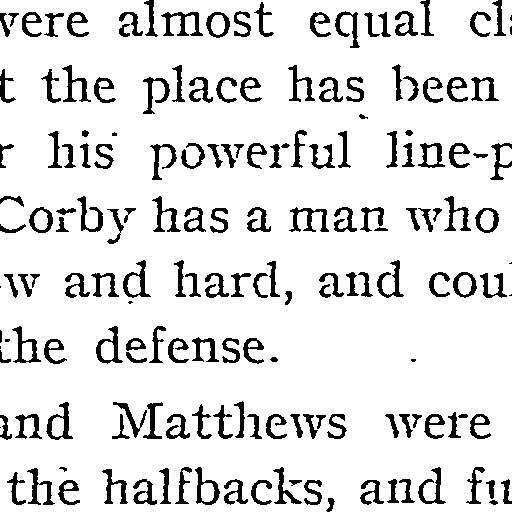 were almost equal cl
t the place has been
r his powerful line-p
Corby has a man who
w and hard, and coul
the defense.
and Matthews were
the halfbacks, and fu